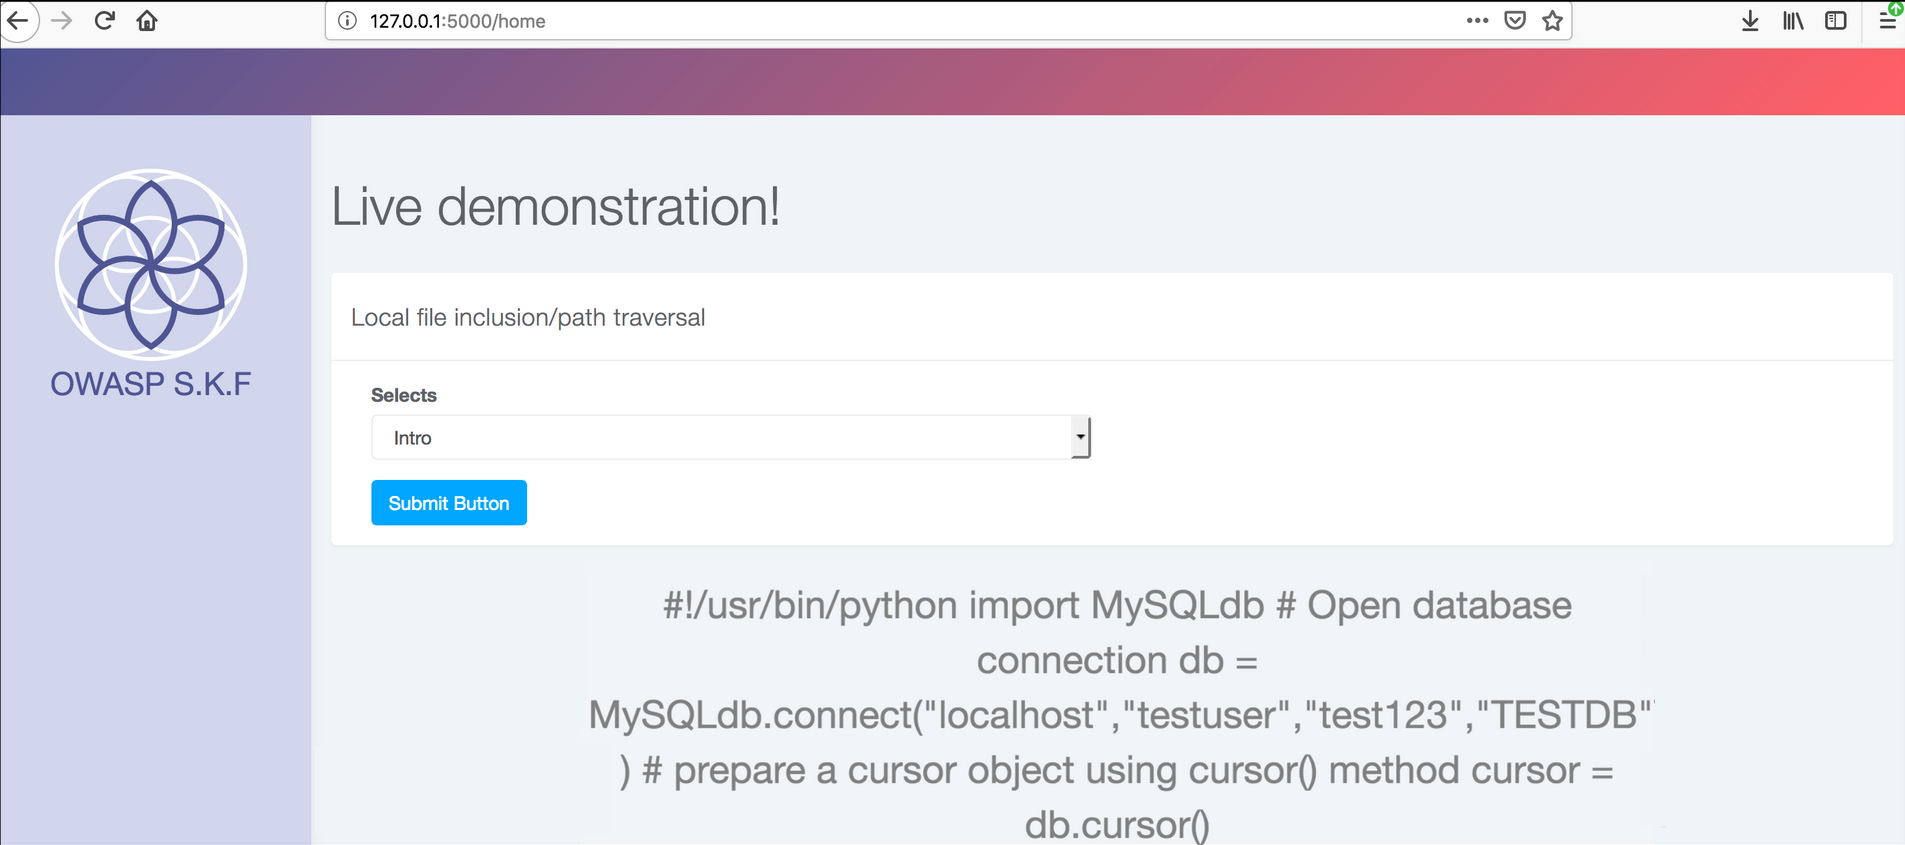 127.0.0.1:5000/home
Live demonstration!
Local file inclusion/path traversal
OWASP S.K.F
Selects
Intro
Submit Button
#!/usr/bin/python import MySQLdb # Open database
connection db =
MySQLdb.connect("localhost","testuser","test123","TESTDB"
) # prepare a cursor object using cursor() method cursor =
db.cursor()